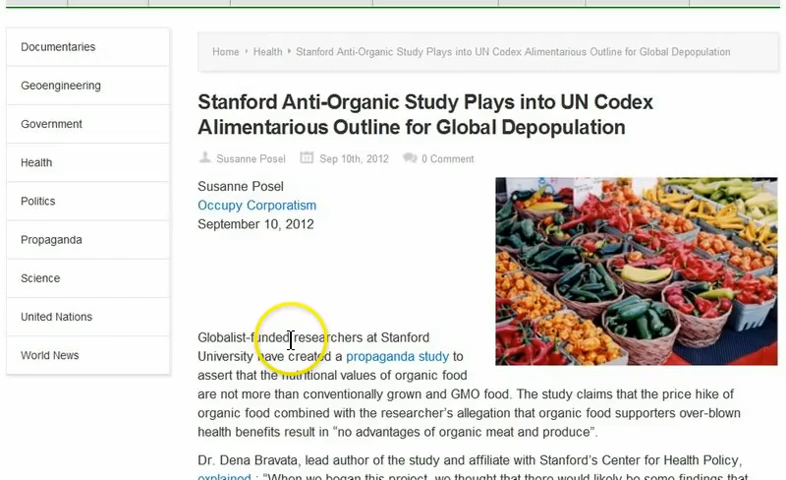 Documentaries
Geoengineering
Government
Health
Politics
Propaganda
Science
United Nations
World News
Home › Health › Stanford Anti-Organic Study Plays into UN Codex Alimentarious Outline for Global Depopulation
Stanford Anti-Organic Study Plays into UN Codex
Alimentarious Outline for Global Depopulation
Susanne Posel Sep 10th, 2012 0 Comment
Susanne Posel
Occupy Corporatism
September 10, 2012
Globalist-funded researchers at Stanford
University have created a propaganda study to
assert that the nutritional values of organic food
are not more than conventionally grown and GMO food. The study claims that the price hike of
organic food combined with the researcher's allegation that organic food supporters over-blown
health benefits result in “no advantages of organic meat and produce”.
Dr. Dena Bravata, lead author of the study and affiliate with Stanford's Center for Health Policy,
explained : “When we began this project, we thought that there would likely be some findings that